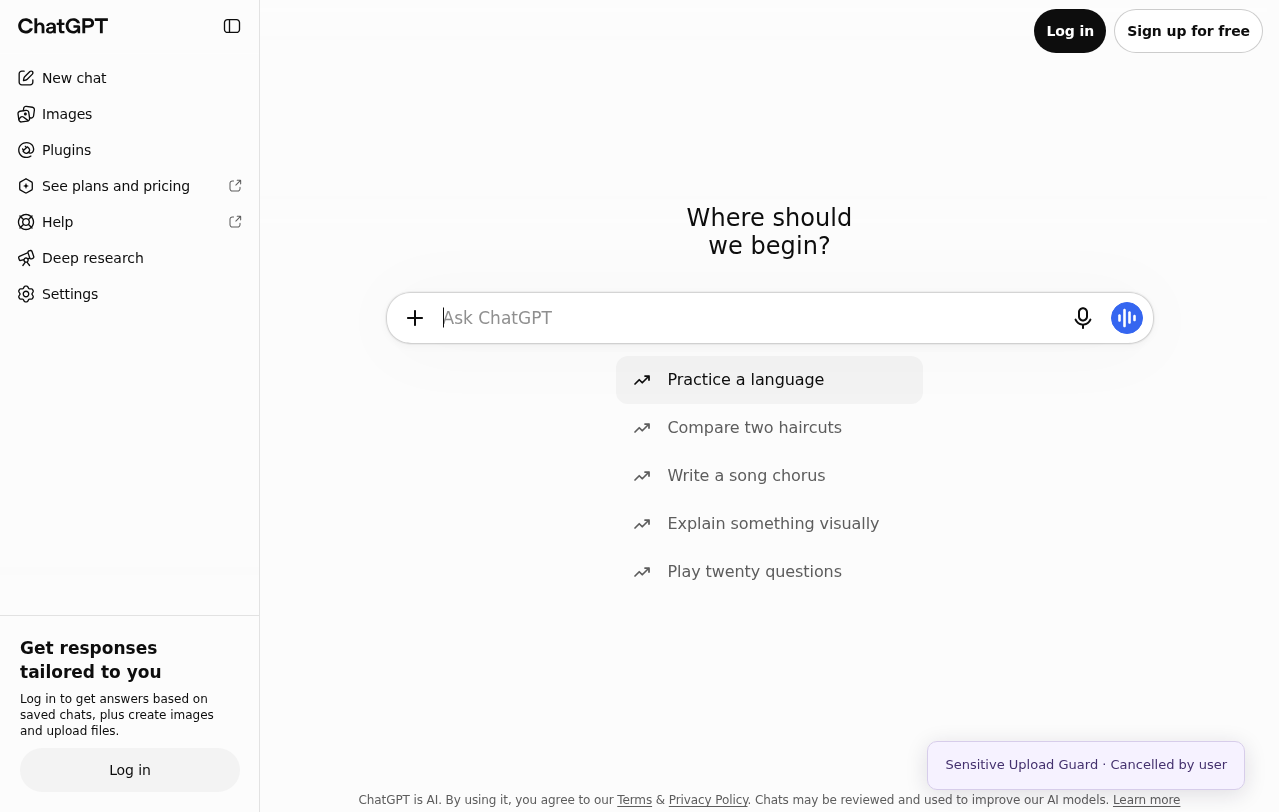 ChatGPT
New chat
Images
Plugins
See plans and pricing
Help
Deep research
Settings
Get responses
tailored to you
Log in to get answers based on
saved chats, plus create images
and upload files.
Log in
Log in
Sign up for free
Where should
we begin?
Ask ChatGPT
Practice a language
Compare two haircuts
Write a song chorus
Explain something visually
Play twenty questions
Sensitive Upload Guard · Cancelled by user
ChatGPT is AI. By using it, you agree to our Terms & Privacy Policy. Chats may be reviewed and used to improve our AI models. Learn more